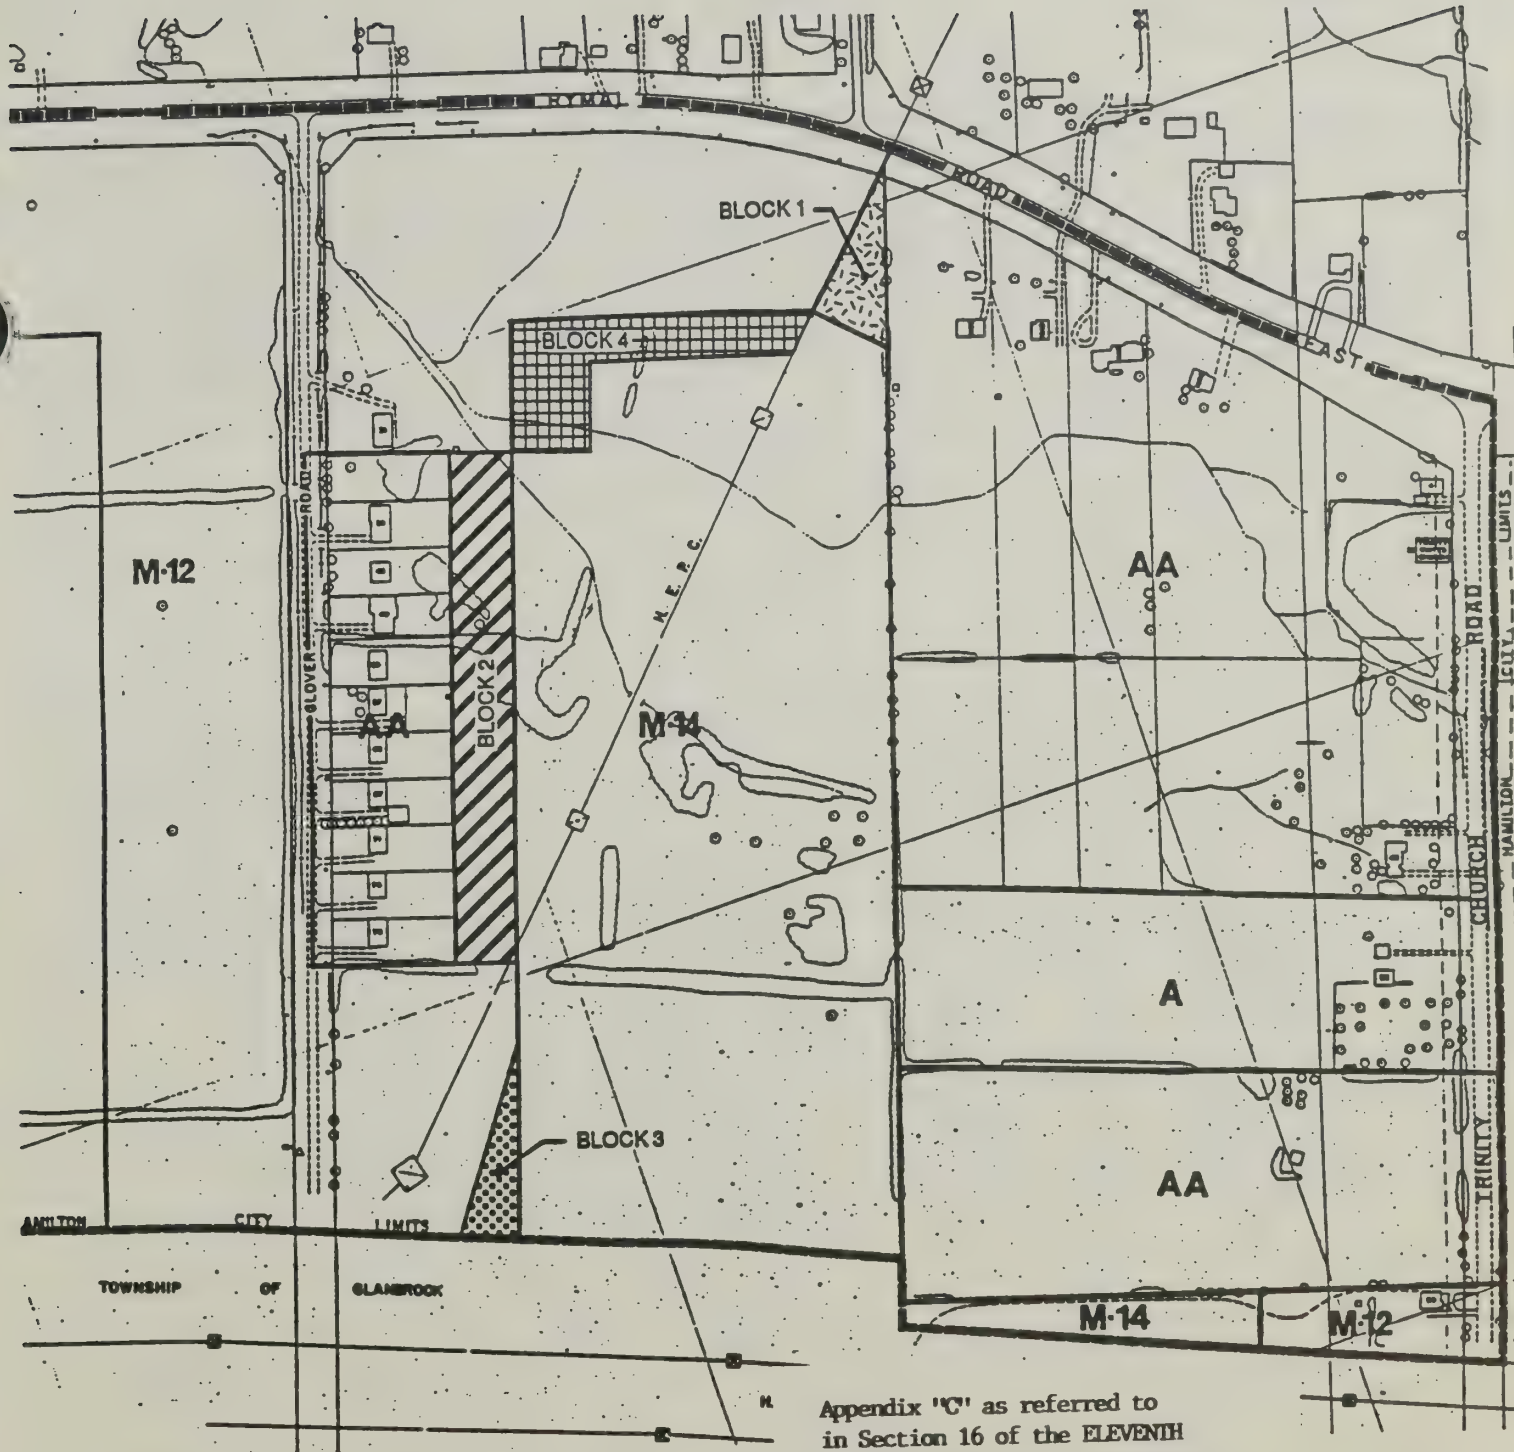 RYMAL
ROAD
EAST
BLOCK 1
BLOCK 4
ROAD
GLOVER
M-12
AA
BLOCK 2
H. E. P. C.
M-14
AA
LIMITS
CITY
HAMILTON
ROAD
CHURCH
TRINITY
A
AA
BLOCK 3
AMILTON CITY LIMITS
TOWNSHIP OF GLANBROOK
M-14
M-12
H.
Appendix "C" as referred to
in Section 16 of the ELEVENTH